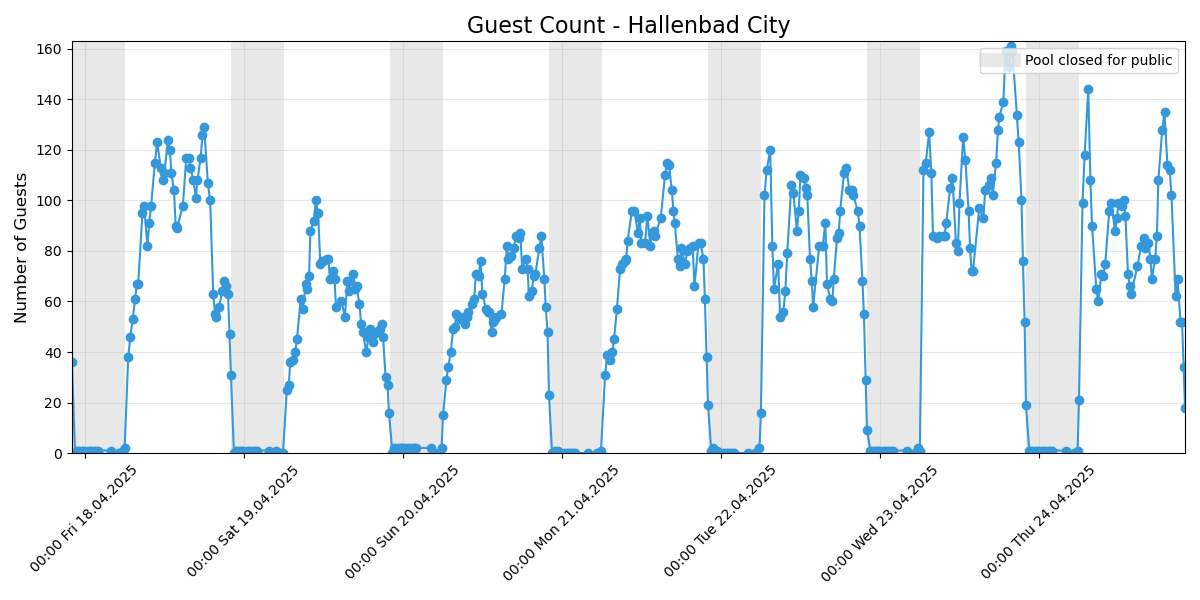 Guest Count - Hallenbad City
Pool closed for public
Number of Guests
160
140
120
100
80
60
40
20
0
00:00 Fri 18.04.2025
00:00 Sat 19.04.2025
00:00 Sun 20.04.2025
00:00 Mon 21.04.2025
00:00 Tue 22.04.2025
00:00 Wed 23.04.2025
00:00 Thu 24.04.2025